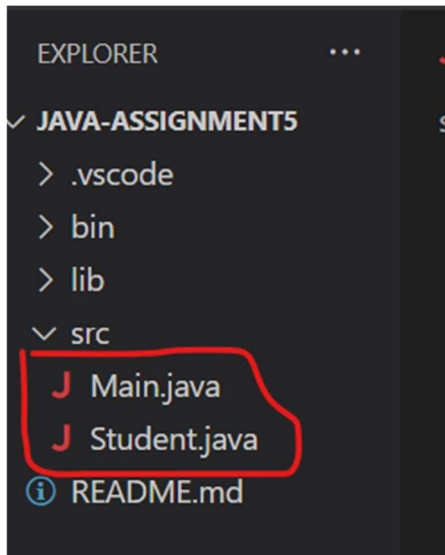 EXPLORER ...
JAVA-ASSIGNMENT5
.vscode
bin
lib
src
J Main.java
J Student.java
README.md